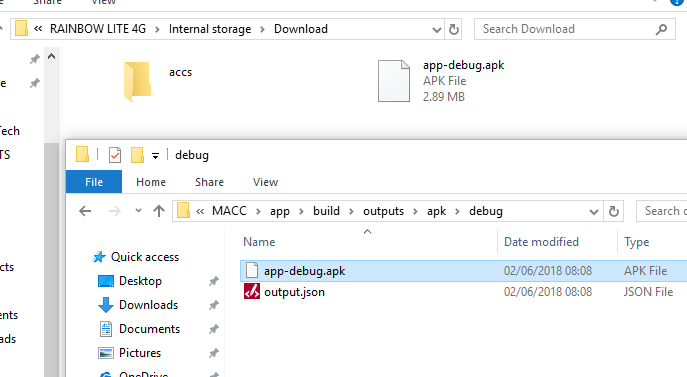 RAINBOW LITE 4G > Internal storage > Download
Search Download
accs
app-debug.apk
APK File
2.89 MB
e
Tech
TS
debug
File Home Share View
MACC > app > build > outputs > apk > debug
Search d
Name Date modified Type
Quick access
app-debug.apk 02/06/2018 08:08 APK File
Desktop
output.json 02/06/2018 08:08 JSON File
Downloads
cts
Documents
ents
Pictures
ads
OneDrive